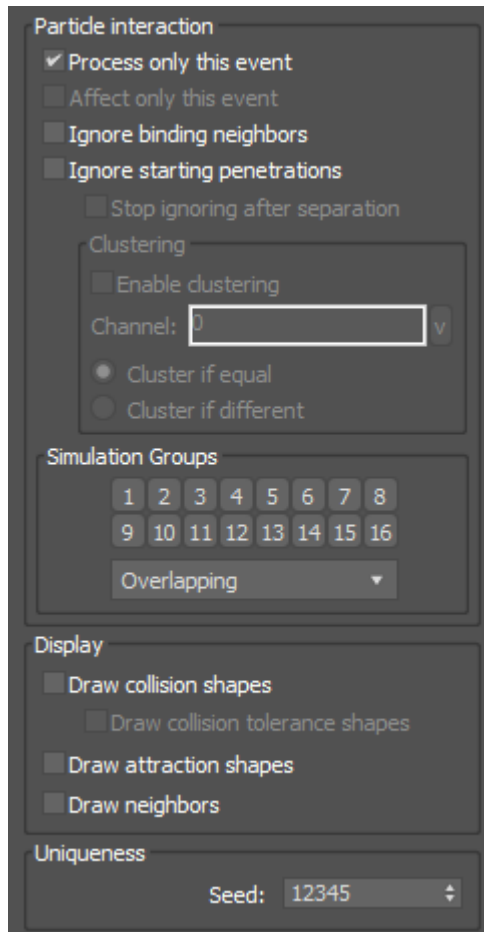 Particle interaction
Process only this event
Affect only this event
Ignore binding neighbors
Ignore starting penetrations
Stop ignoring after separation
Clustering
Enable clustering
Channel: 0 v
Cluster if equal
Cluster if different
Simulation Groups
1 2 3 4 5 6 7 8
9 10 11 12 13 14 15 16
Overlapping
Display
Draw collision shapes
Draw collision tolerance shapes
Draw attraction shapes
Draw neighbors
Uniqueness
Seed: 12345